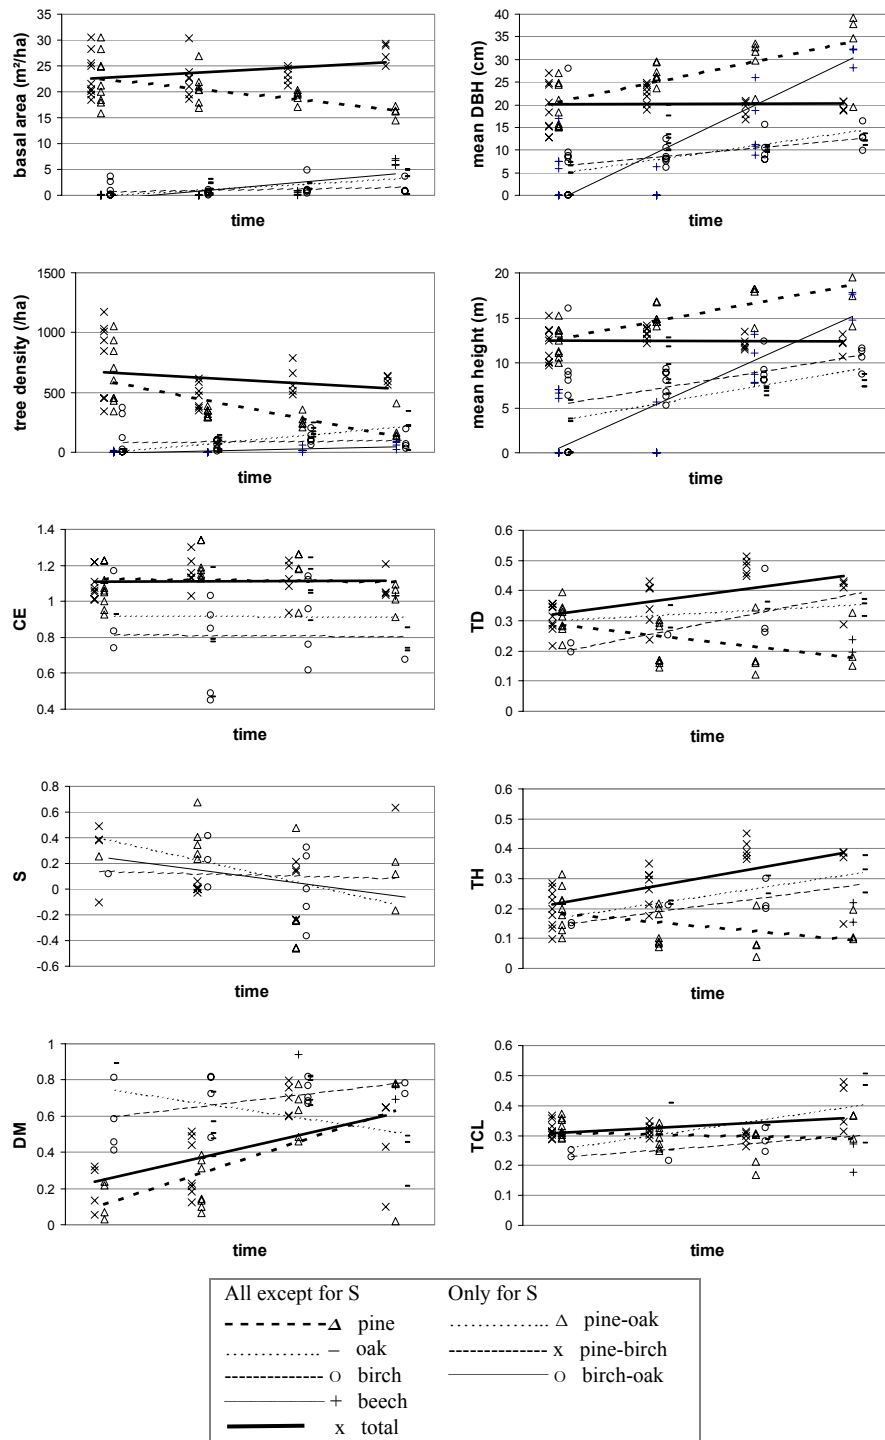 basal area (m²/ha)
40
35
30
25
20
15
10
5
0
time
mean DBH (cm)
40
35
30
25
20
15
10
5
0
time
tree density (/ha)
1500
1000
500
0
time
mean height (m)
20
15
10
5
0
time
CE
1.4
1.2
1
0.8
0.6
0.4
time
TD
0.6
0.5
0.4
0.3
0.2
0.1
0
time
S
0.8
0.6
0.4
0.2
0
-0.2
-0.4
-0.6
time
TH
0.6
0.5
0.4
0.3
0.2
0.1
0
time
DM
1
0.8
0.6
0.4
0.2
0
time
TCL
0.6
0.5
0.4
0.3
0.2
0.1
0
time
All except for S
Only for S
Δ pine
Δ pine-oak
– oak
x pine-birch
o birch
o birch-oak
+ beech
x total